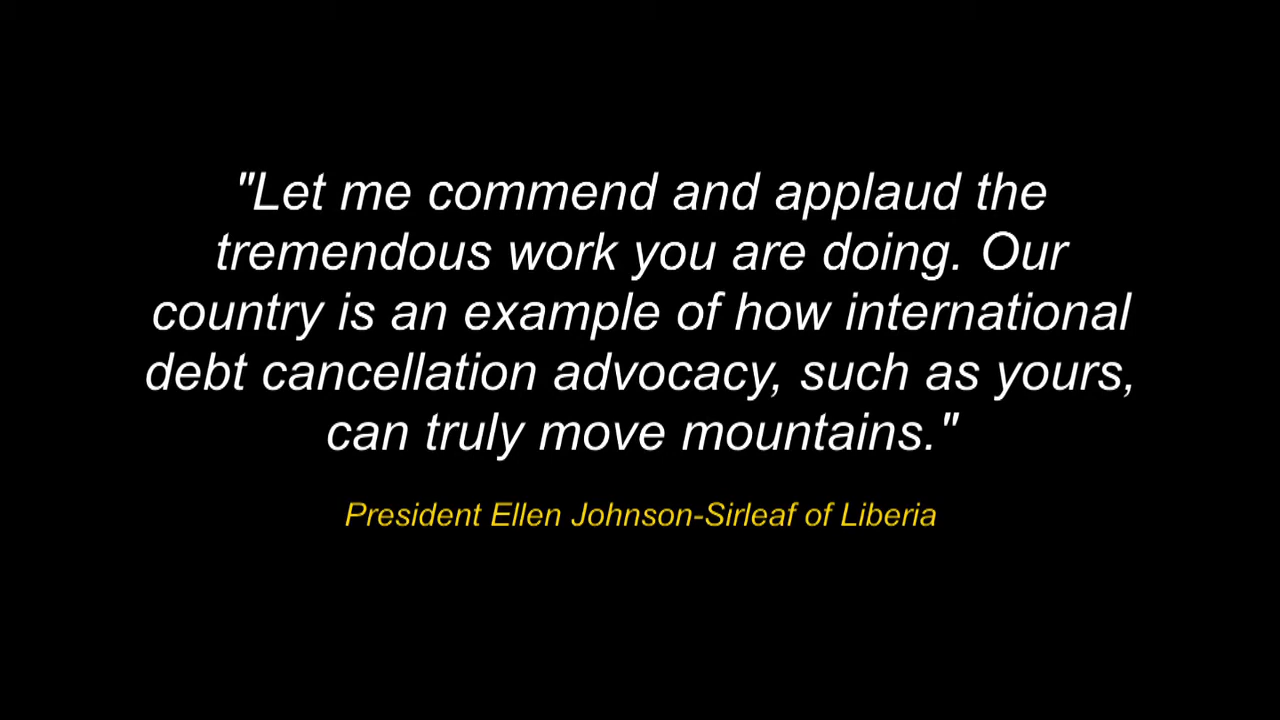 "Let me commend and applaud the
tremendous work you are doing. Our
country is an example of how international
debt cancellation advocacy, such as yours,
can truly move mountains."
President Ellen Johnson-Sirleaf of Liberia